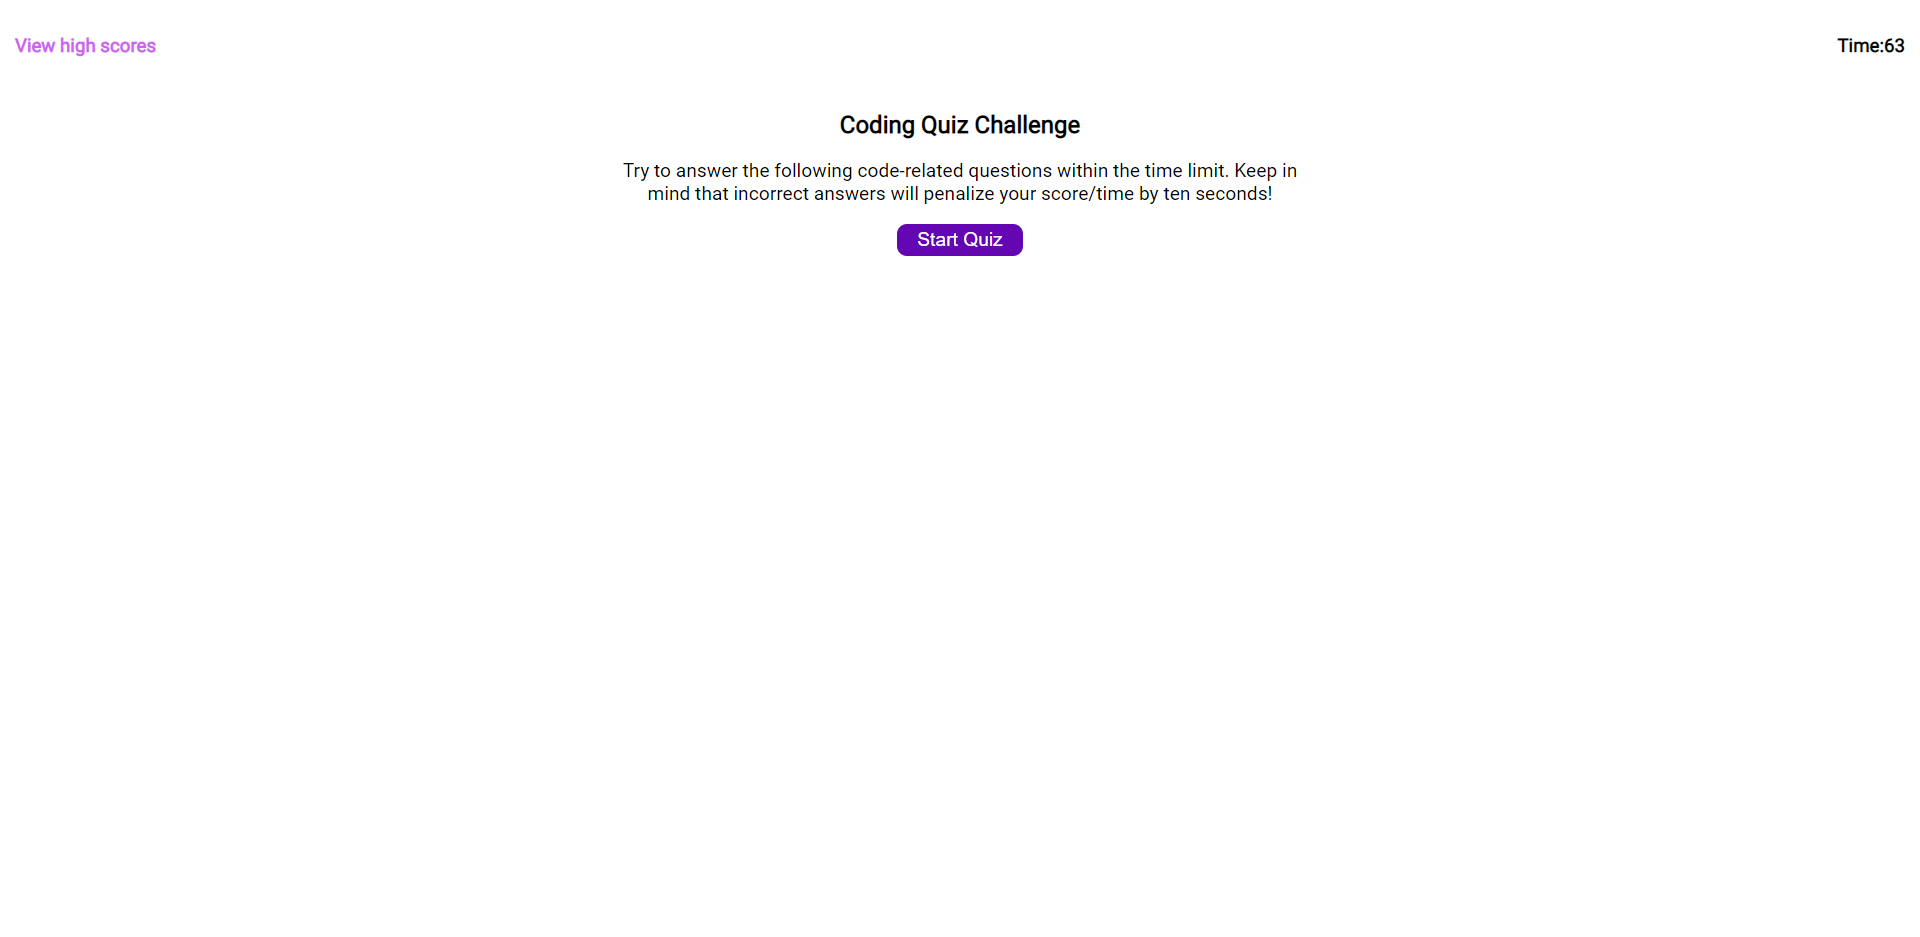 View high scores
Time:63
Coding Quiz Challenge
Try to answer the following code-related questions within the time limit. Keep in
mind that incorrect answers will penalize your score/time by ten seconds!
Start Quiz